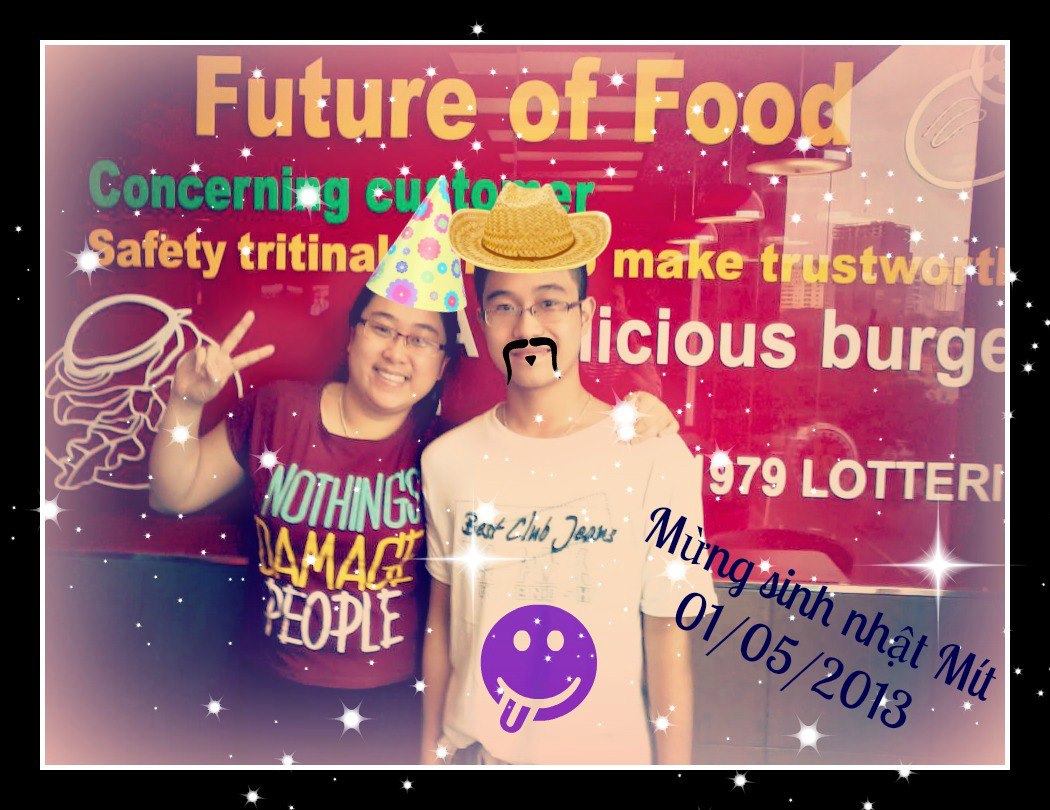 Future of Food
Concerning customer
Safety tritinal make trustworth
licious burge
1979 LOTTERI
NOTHINGS
DAMAGE
PEOPLE
Best Club Jeans
Mừng sinh nhật Mít
01/05/2013